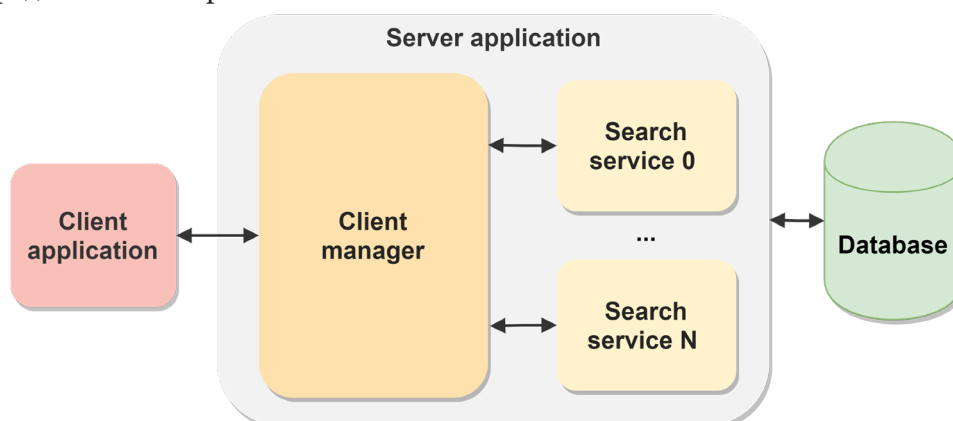 Server application
Client
application
Client
manager
Search
service 0
...
Search
service N
Database